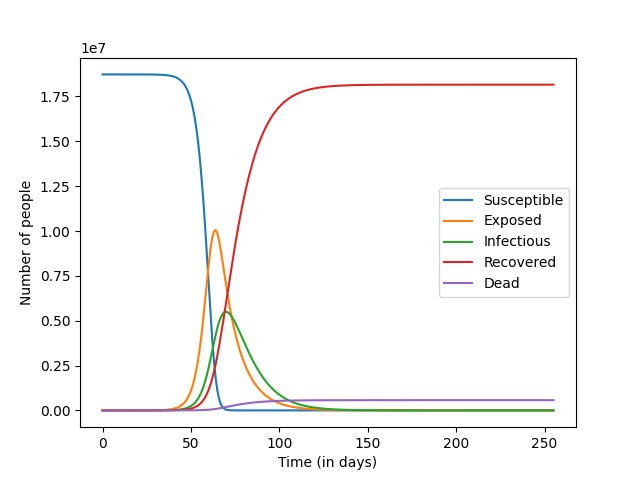 1e7
1.75
1.50
1.25
1.00
0.75
0.50
0.25
0.00
Number of people
Susceptible
Exposed
Infectious
Recovered
Dead
0 50 100 150 200 250
Time (in days)